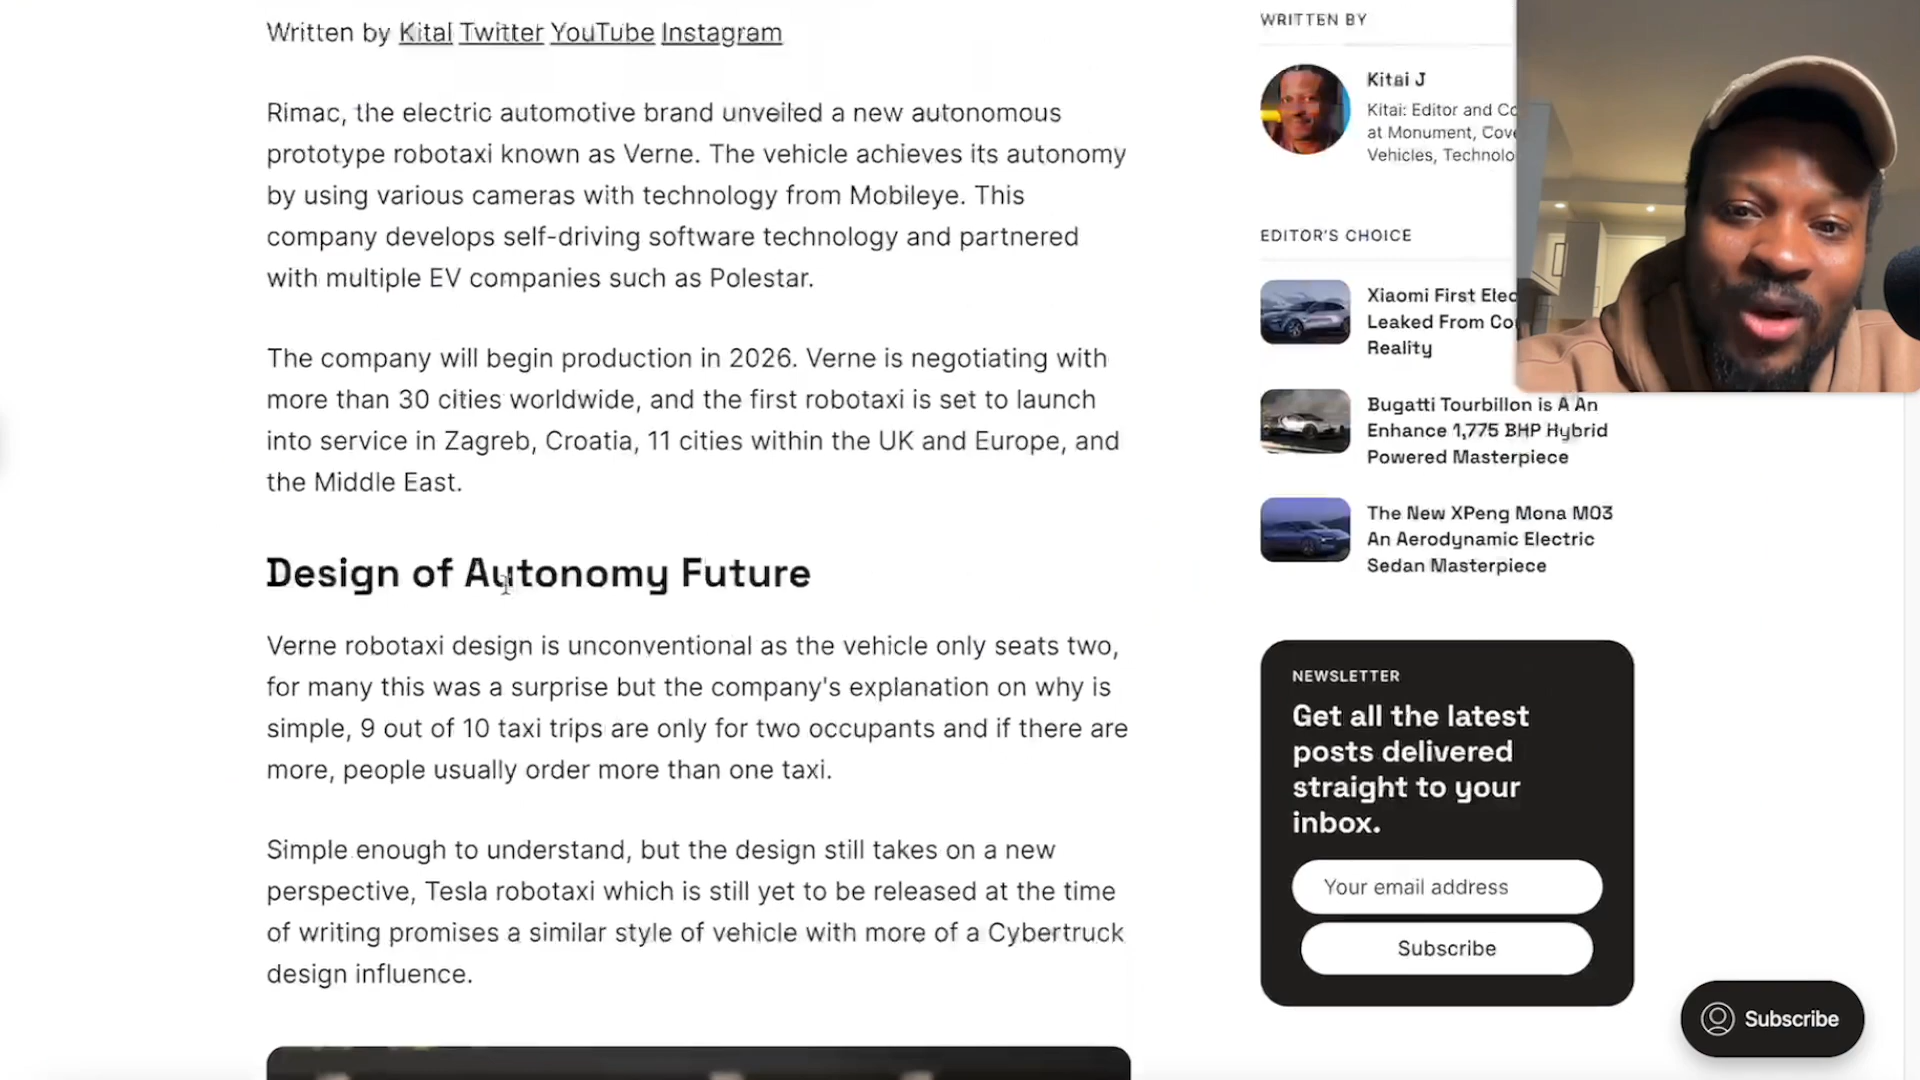 Written by Kitai Twitter YouTube Instagram
Rimac, the electric automotive brand unveiled a new autonomous
prototype robotaxi known as Verne. The vehicle achieves its autonomy
by using various cameras with technology from Mobileye. This
company develops self-driving software technology and partnered
with multiple EV companies such as Polestar.
The company will begin production in 2026. Verne is negotiating with
more than 30 cities worldwide, and the first robotaxi is set to launch
into service in Zagreb, Croatia, 11 cities within the UK and Europe, and
the Middle East.
Design of Autonomy Future
Verne robotaxi design is unconventional as the vehicle only seats two,
for many this was a surprise but the company's explanation on why is
simple, 9 out of 10 taxi trips are only for two occupants and if there are
more, people usually order more than one taxi.
Simple enough to understand, but the design still takes on a new
perspective, Tesla robotaxi which is still yet to be released at the time
of writing promises a similar style of vehicle with more of a Cybertruck
design influence.
WRITTEN BY
Kitai J
Kitai: Editor and Co
at Monument, Cove
Vehicles, Technolo
EDITOR'S CHOICE
Xiaomi First Elec
Leaked From Co
Reality
Bugatti Tourbillon is A An
Enhance 1,775 BHP Hybrid
Powered Masterpiece
The New XPeng Mona M03
An Aerodynamic Electric
Sedan Masterpiece
NEWSLETTER
Get all the latest
posts delivered
straight to your
inbox.
Your email address
Subscribe
Subscribe